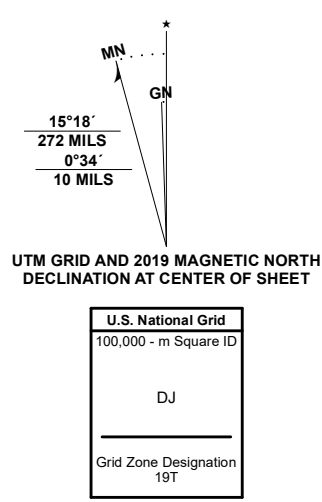 ★
MN
GN
15°18´
272 MILS
0°34´
10 MILS
UTM GRID AND 2019 MAGNETIC NORTH
DECLINATION AT CENTER OF SHEET
U.S. National Grid
100,000 - m Square ID
DJ
Grid Zone Designation
19T